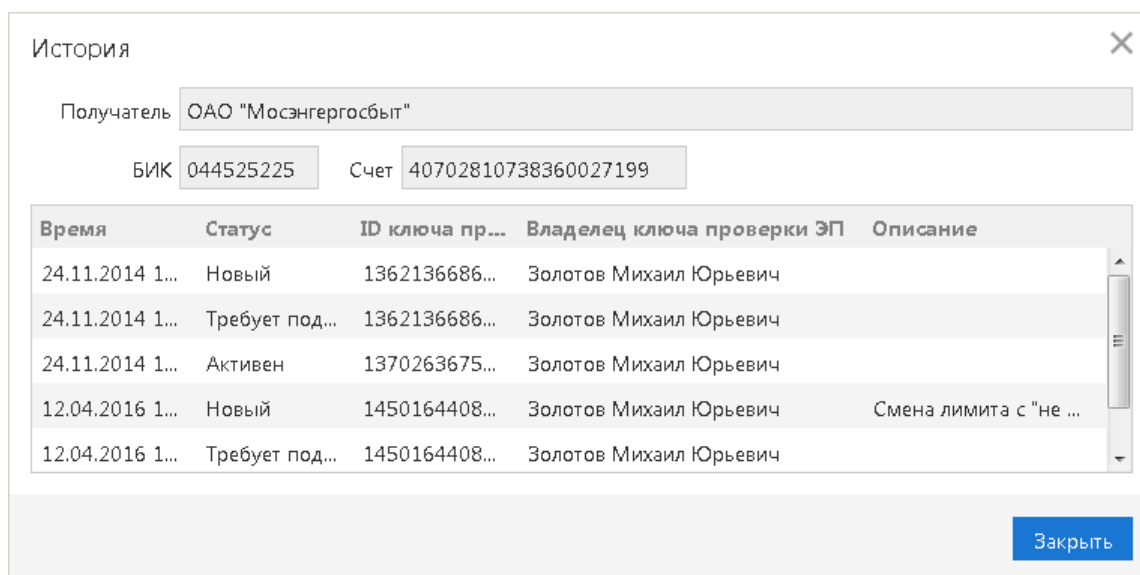 История
Получатель ОАО "Мосэнгергосбыт"
БИК 044525225 Счет 40702810738360027199
Время Статус ID ключа пр... Владелец ключа проверки ЭП Описание
24.11.2014 1... Новый 1362136686... Золотов Михаил Юрьевич
24.11.2014 1... Требует под... 1362136686... Золотов Михаил Юрьевич
24.11.2014 1... Активен 1370263675... Золотов Михаил Юрьевич
12.04.2016 1... Новый 1450164408... Золотов Михаил Юрьевич Смена лимита с "не ...
12.04.2016 1... Требует под... 1450164408... Золотов Михаил Юрьевич
Закрыть